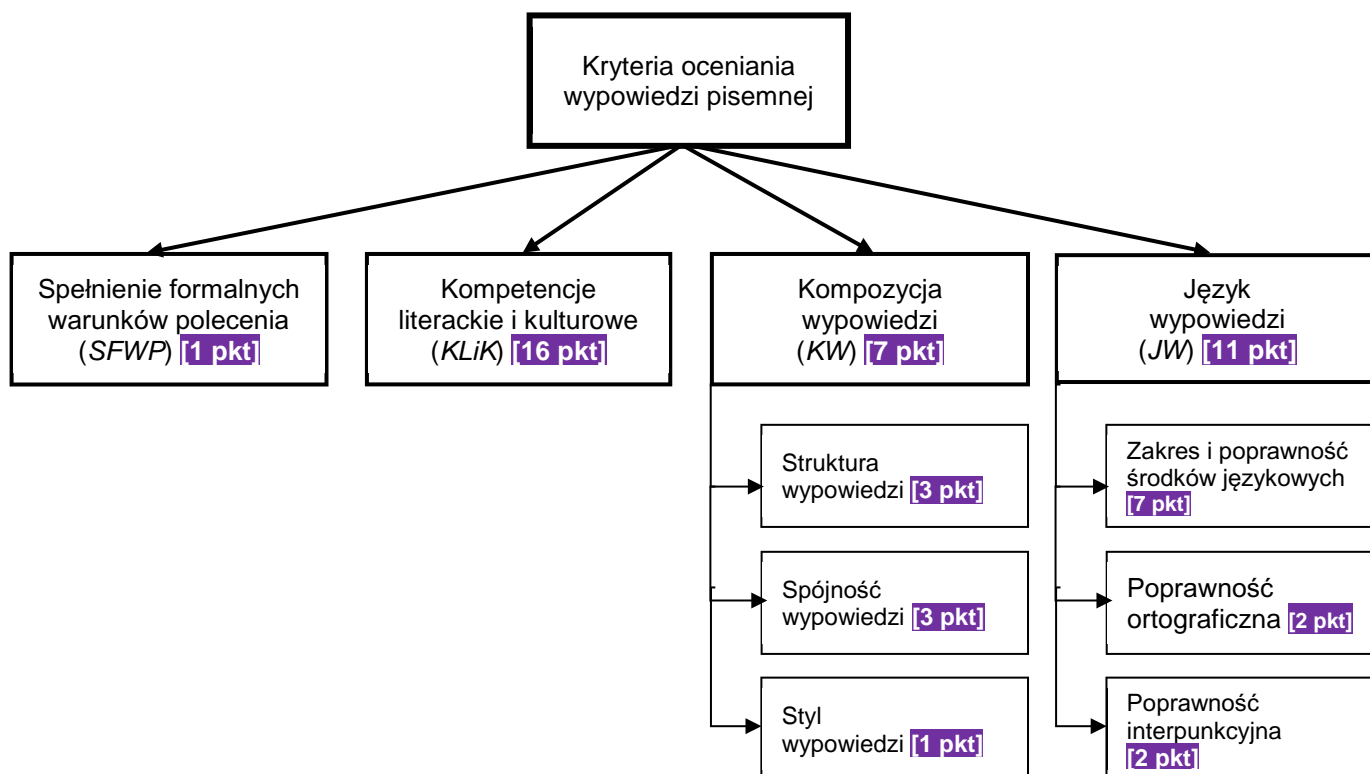 Kryteria oceniania
wypowiedzi pisemnej
Spełnienie formalnych
warunków polecenia
(SFWP) [1 pkt]
Kompetencje
literackie i kulturowe
(KLiK) [16 pkt]
Kompozycja
wypowiedzi
(KW) [7 pkt]
Język
wypowiedzi
(JW) [11 pkt]
Struktura
wypowiedzi [3 pkt]
Spójność
wypowiedzi [3 pkt]
Styl
wypowiedzi [1 pkt]
Zakres i poprawność
środków językowych
[7 pkt]
Poprawność
ortograficzna [2 pkt]
Poprawność
interpunkcyjna
[2 pkt]